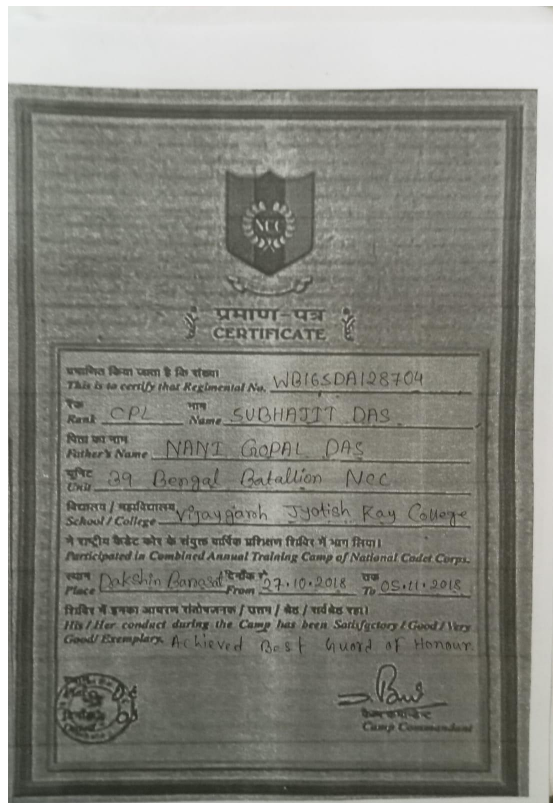 NCC
प्रमाण-पत्र
CERTIFICATE
प्रमाणित किया जाता है कि संख्या
This is to certify that Regimental No. WB16SDA128704
रैंक नाम
Rank CPL Name SUBHAJIT DAS
पिता का नाम
Father's Name NANI GOPAL DAS
यूनिट
Unit 39 Bengal Batallion NCC
विद्यालय / महाविद्यालय
School / College Vijaygarh Jyotish Ray College
ने राष्ट्रीय कैडेट कोर के संयुक्त वार्षिक प्रशिक्षण शिविर में भाग लिया।
Participated in Combined Annual Training Camp of National Cadet Corps.
स्थान दिनाँक से तक
Place Dakshin Barasat From 27.10.2018 To 05.11.2018
शिविर में इनका आचरण संतोषजनक / उत्तम / श्रेष्ठ / सर्वश्रेष्ठ रहा।
His / Her conduct during the Camp has been Satisfactory / Good / Very
Good / Exemplary. Achieved Best Guard of Honour
कैम्प कमाण्डेन्ट
Camp Commandant